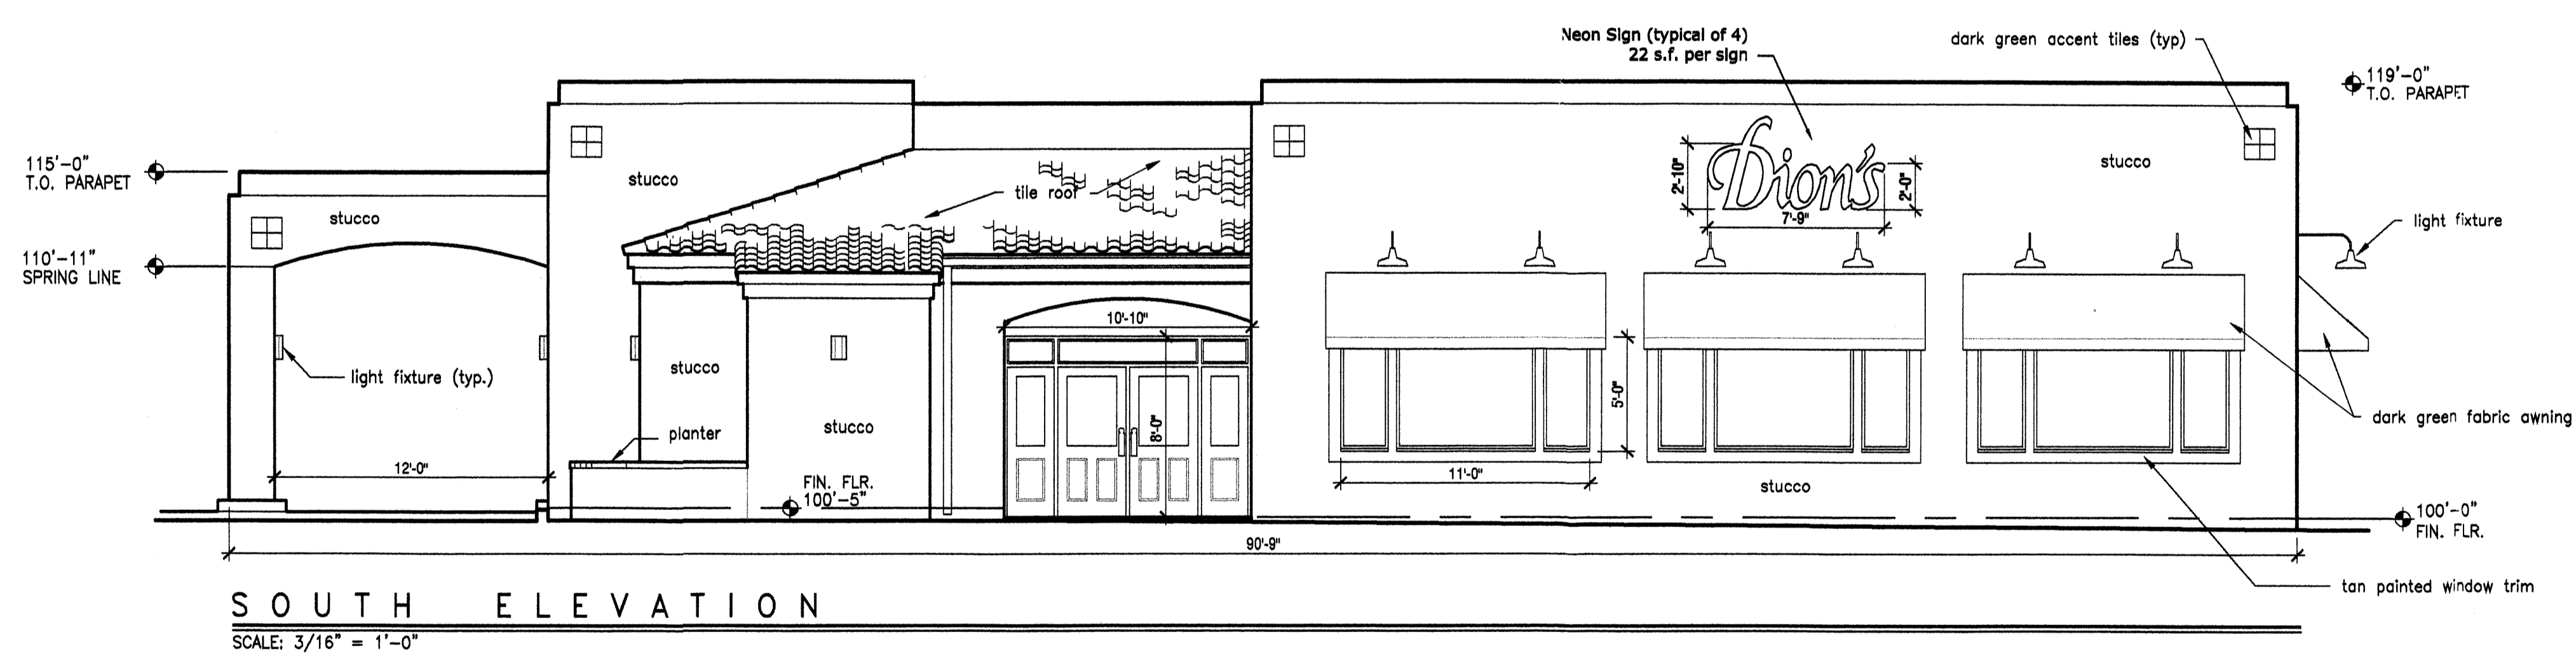 Neon Sign (typical of 4)
22 s.f. per sign
dark green accent tiles (typ)
119'-0"
T.O. PARAPET
115'-0"
T.O. PARAPET
stucco
stucco
tile roof
2'-10"
Dion's
2'-0"
7'-9"
stucco
light fixture
110'-11"
SPRING LINE
10'-10"
stucco
light fixture (typ.)
8'-0"
5'-0"
dark green fabric awning
planter
stucco
12'-0"
11'-0"
stucco
FIN. FLR.
100'-5"
100'-0"
FIN. FLR.
90'-9"
tan painted window trim
SOUTH ELEVATION
SCALE: 3/16" = 1'-0"